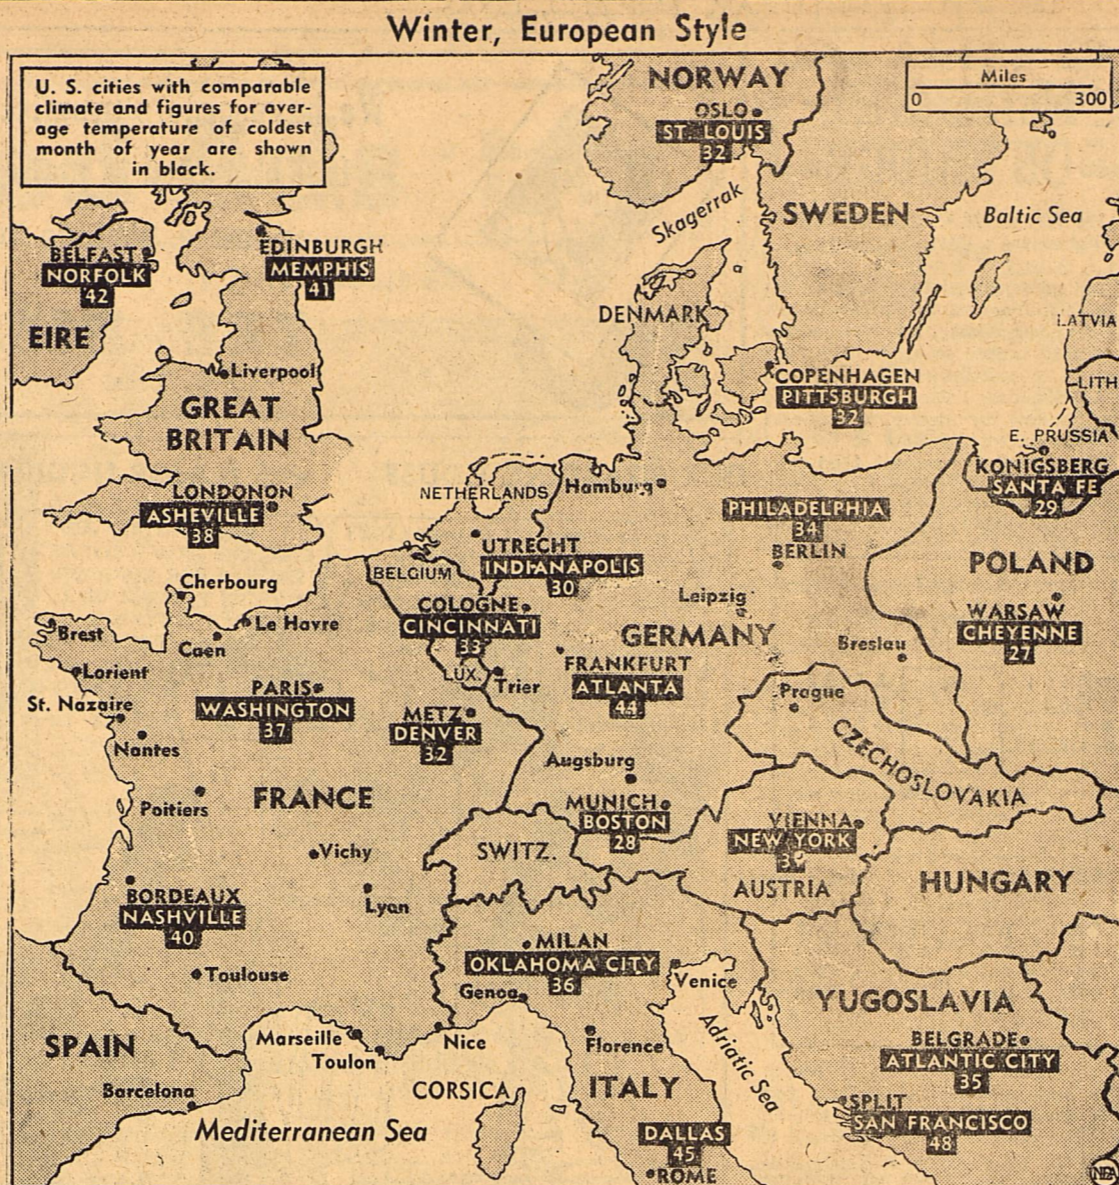 Winter, European Style
U. S. cities with comparable
climate and figures for aver-
age temperature of coldest
month of year are shown
in black.
Miles
0 300
NORWAY
OSLO
ST. LOUIS
32
Skagerrak
SWEDEN
Baltic Sea
BELFAST
NORFOLK
42
EDINBURGH
MEMPHIS
41
EIRE
DENMARK
LATVIA
Liverpool
COPENHAGEN
PITTSBURGH
32
LITH
GREAT
BRITAIN
E. PRUSSIA
KONIGSBERG
SANTA FE
29
LONDONON
ASHEVILLE
38
NETHERLANDS
Hamburg
PHILADELPHIA
34
BERLIN
UTRECHT
INDIANAPOLIS
30
POLAND
BELGIUM
Cherbourg
COLOGNE
CINCINNATI
33
Leipzig
WARSAW
CHEYENNE
27
Le Havre
Brest
Caen
GERMANY
Breslau
Lorient
LUX.
Trier
FRANKFURT
ATLANTA
44
PARIS
WASHINGTON
37
Prague
St. Nazaire
METZ
DENVER
32
Nantes
CZECHOSLOVAKIA
Augsburg
Poitiers
FRANCE
MUNICH
BOSTON
28
VIENNA
NEW YORK
Vichy
SWITZ.
AUSTRIA
HUNGARY
BORDEAUX
NASHVILLE
40
Lyan
MILAN
OKLAHOMA CITY
36
Toulouse
Venice
Genoa
YUGOSLAVIA
SPAIN
Marseille
Toulon
Nice
Florence
Adriatic Sea
BELGRADE
ATLANTIC CITY
35
Barcelona
CORSICA
ITALY
SPLIT
SAN FRANCISCO
48
Mediterranean Sea
DALLAS
45
ROME
NEA